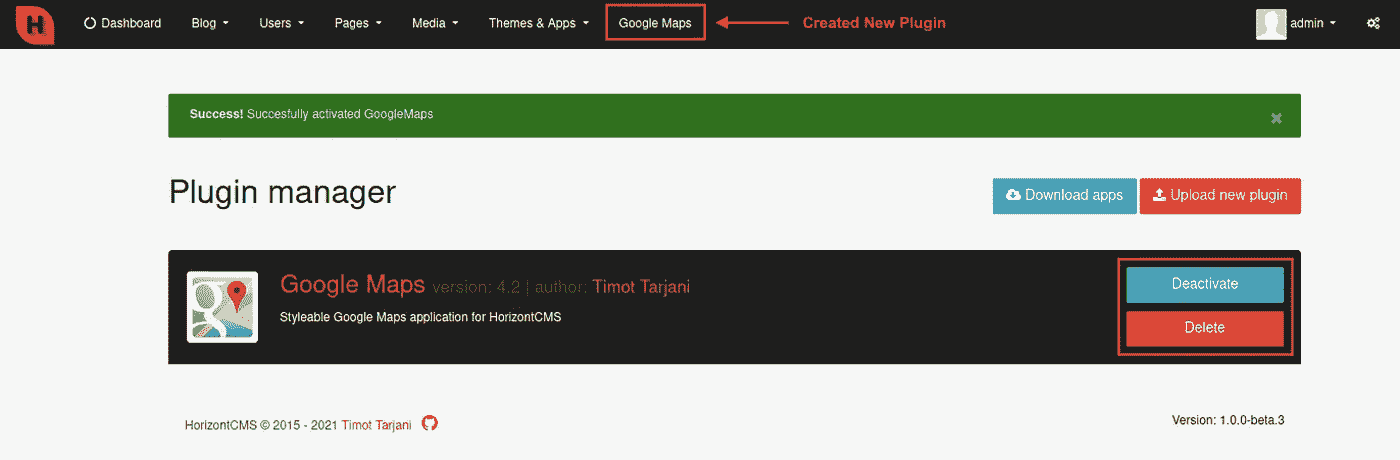 H Dashboard Blog Users Pages Media Themes & Apps Google Maps Created New Plugin admin
Success! Succesfully activated GoogleMaps
Plugin manager
Download apps Upload new plugin
Google Maps version: 4.2 | author: Timot Tarjani
Styleable Google Maps application for HorizontCMS
Deactivate
Delete
HorizontCMS © 2015 - 2021 Timot Tarjani
Version: 1.0.0-beta.3